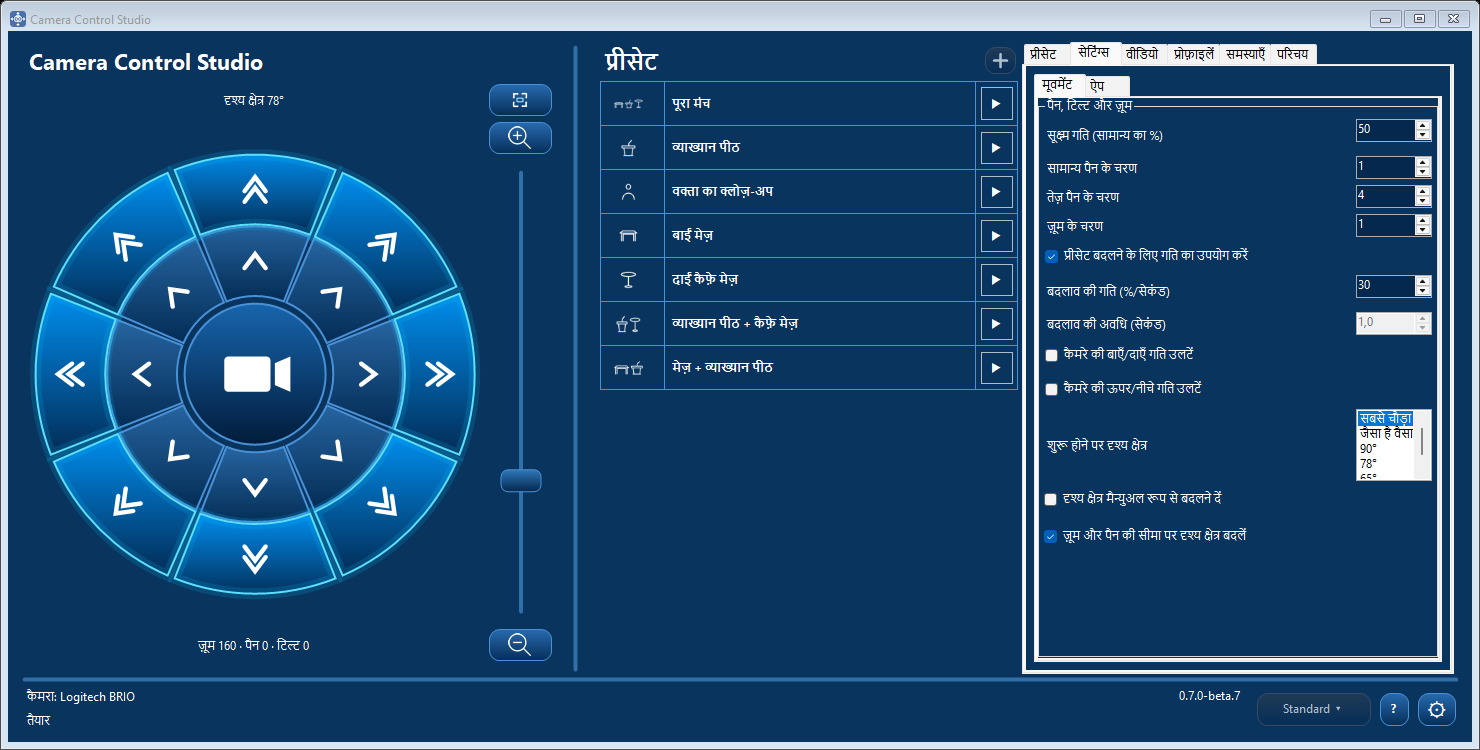 Camera Control Studio
Camera Control Studio
दृश्य क्षेत्र 78°
ज़ूम 160 · पैन 0 · टिल्ट 0
प्रीसेट
पूरा मंच
व्याख्यान पीठ
वक्ता का क्लोज़-अप
बाईं मेज़
दाईं कैफ़े मेज़
व्याख्यान पीठ + कैफ़े मेज़
मेज़ + व्याख्यान पीठ
प्रीसेट सेटिंग्स वीडियो प्रोफ़ाइलें समस्याएँ परिचय
मूवमेंट ऐप
पैन, टिल्ट और ज़ूम
सूक्ष्म गति (सामान्य का %) 50
सामान्य पैन के चरण 1
तेज़ पैन के चरण 4
ज़ूम के चरण 1
प्रीसेट बदलने के लिए गति का उपयोग करें
बदलाव की गति (%/सेकंड) 30
बदलाव की अवधि (सेकंड) 1,0
कैमरे की बाएँ/दाएँ गति उलटें
कैमरे की ऊपर/नीचे गति उलटें
शुरू होने पर दृश्य क्षेत्र
सबसे चौड़ा
जैसा है वैसा
90°
78°
65°
दृश्य क्षेत्र मैन्युअल रूप से बदलने दें
ज़ूम और पैन की सीमा पर दृश्य क्षेत्र बदलें
कैमरा: Logitech BRIO
तैयार
0.7.0-beta.7
Standard
?